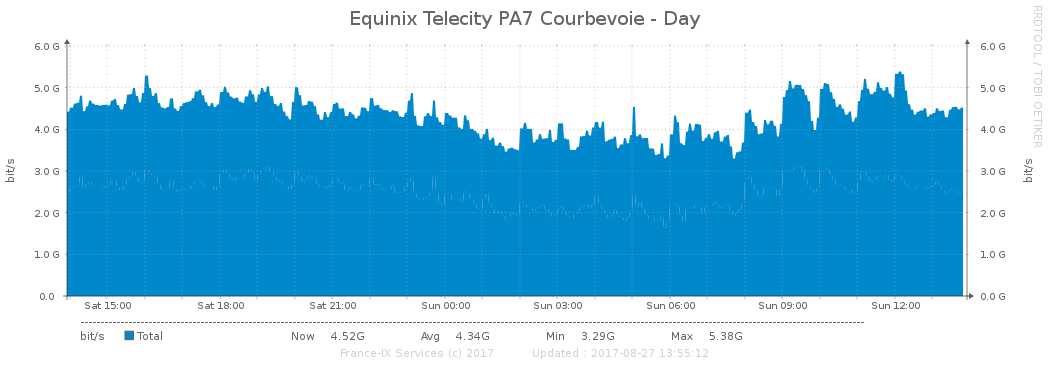 Equinix Telecity PA7 Courbevoie - Day
RRDTOOL / TOBI OETIKER
6.0 G 6.0 G
5.0 G 5.0 G
4.0 G 4.0 G
3.0 G 3.0 G
2.0 G 2.0 G
1.0 G 1.0 G
0.0 0.0 G
bit/s
bit/s
Sat 15:00 Sat 18:00 Sat 21:00 Sun 00:00 Sun 03:00 Sun 06:00 Sun 09:00 Sun 12:00
bit/s Total Now 4.52G Avg 4.34G Min 3.29G Max 5.38G
France-IX Services (c) 2017 Updated : 2017-08-27 13:55:12